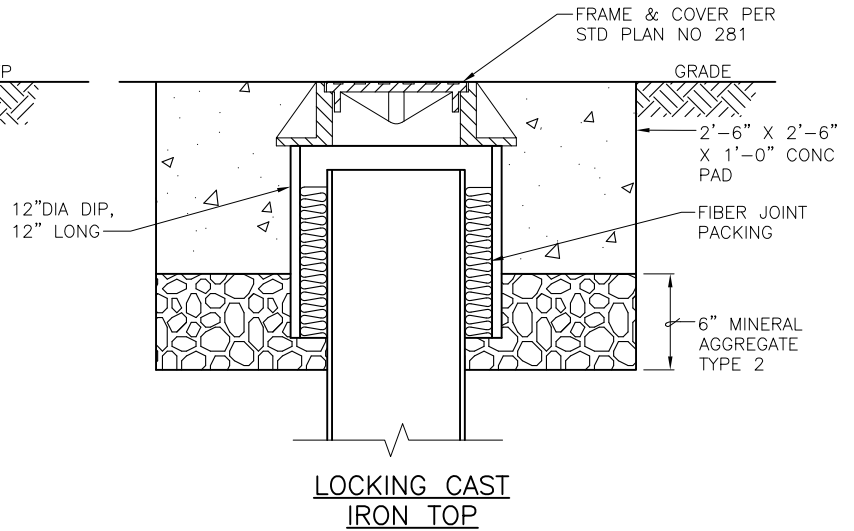 FRAME & COVER PER
STD PLAN NO 281
P
GRADE
2'-6" X 2'-6"
X 1'-0" CONC
PAD
12"DIA DIP,
12" LONG
FIBER JOINT
PACKING
6" MINERAL
AGGREGATE
TYPE 2
LOCKING CAST
IRON TOP